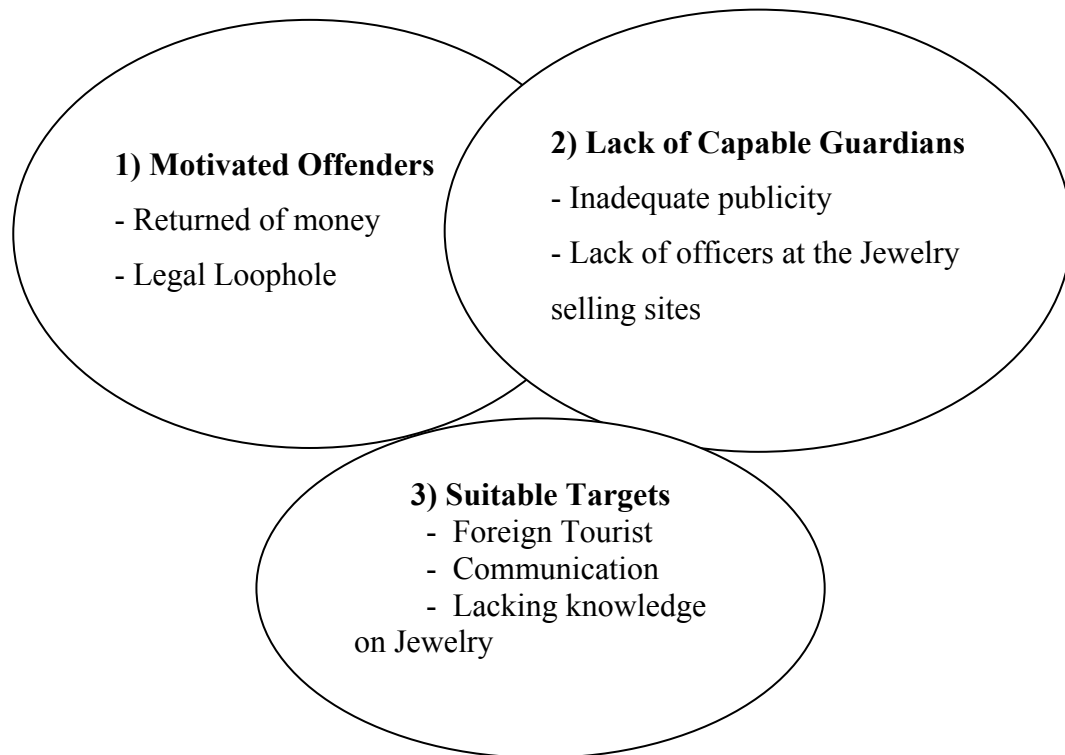 1) Motivated Offenders
- Returned of money
- Legal Loophole
2) Lack of Capable Guardians
- Inadequate publicity
- Lack of officers at the Jewelry
selling sites
3) Suitable Targets
- Foreign Tourist
- Communication
- Lacking knowledge
on Jewelry